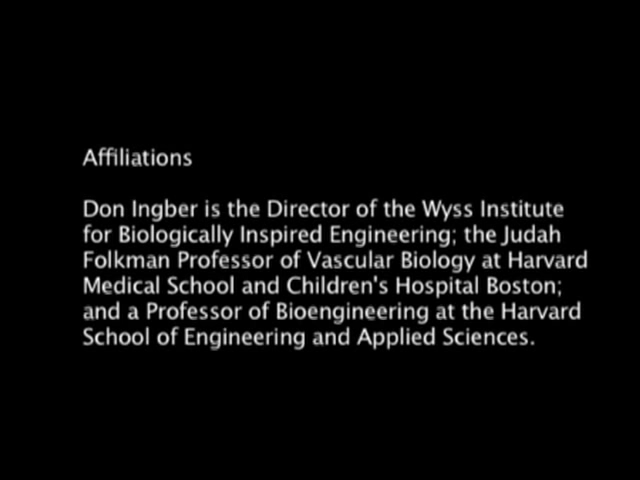 Affiliations
Don Ingber is the Director of the Wyss Institute
for Biologically Inspired Engineering; the Judah
Folkman Professor of Vascular Biology at Harvard
Medical School and Children's Hospital Boston;
and a Professor of Bioengineering at the Harvard
School of Engineering and Applied Sciences.